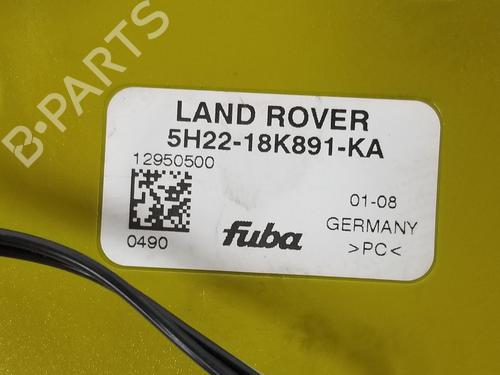 B-PARTS
LAND ROVER
5H22-18K891-KA
12950500
0490
fuba
01-08
GERMANY
>PC<